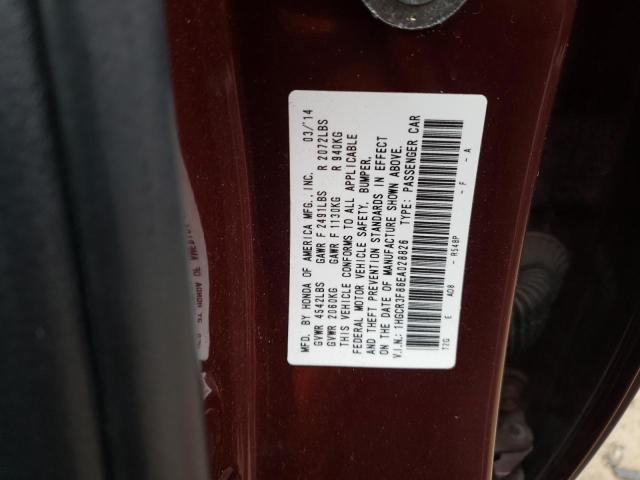 MFD. BY HONDA OF AMERICA MFG., INC. 03/'14
GVWR 4542LBS GAWR F 2491LBS R 2072LBS
GVWR 2060KG GAWR F 1130KG R 940KG
THIS VEHICLE CONFORMS TO ALL APPLICABLE
FEDERAL MOTOR VEHICLE SAFETY, BUMPER,
AND THEFT PREVENTION STANDARDS IN EFFECT
ON THE DATE OF MANUFACTURE SHOWN ABOVE.
V.I.N.: 1HGCR3F86EA028826 TYPE: PASSENGER CAR
T2G E A08 - R548P - F - A